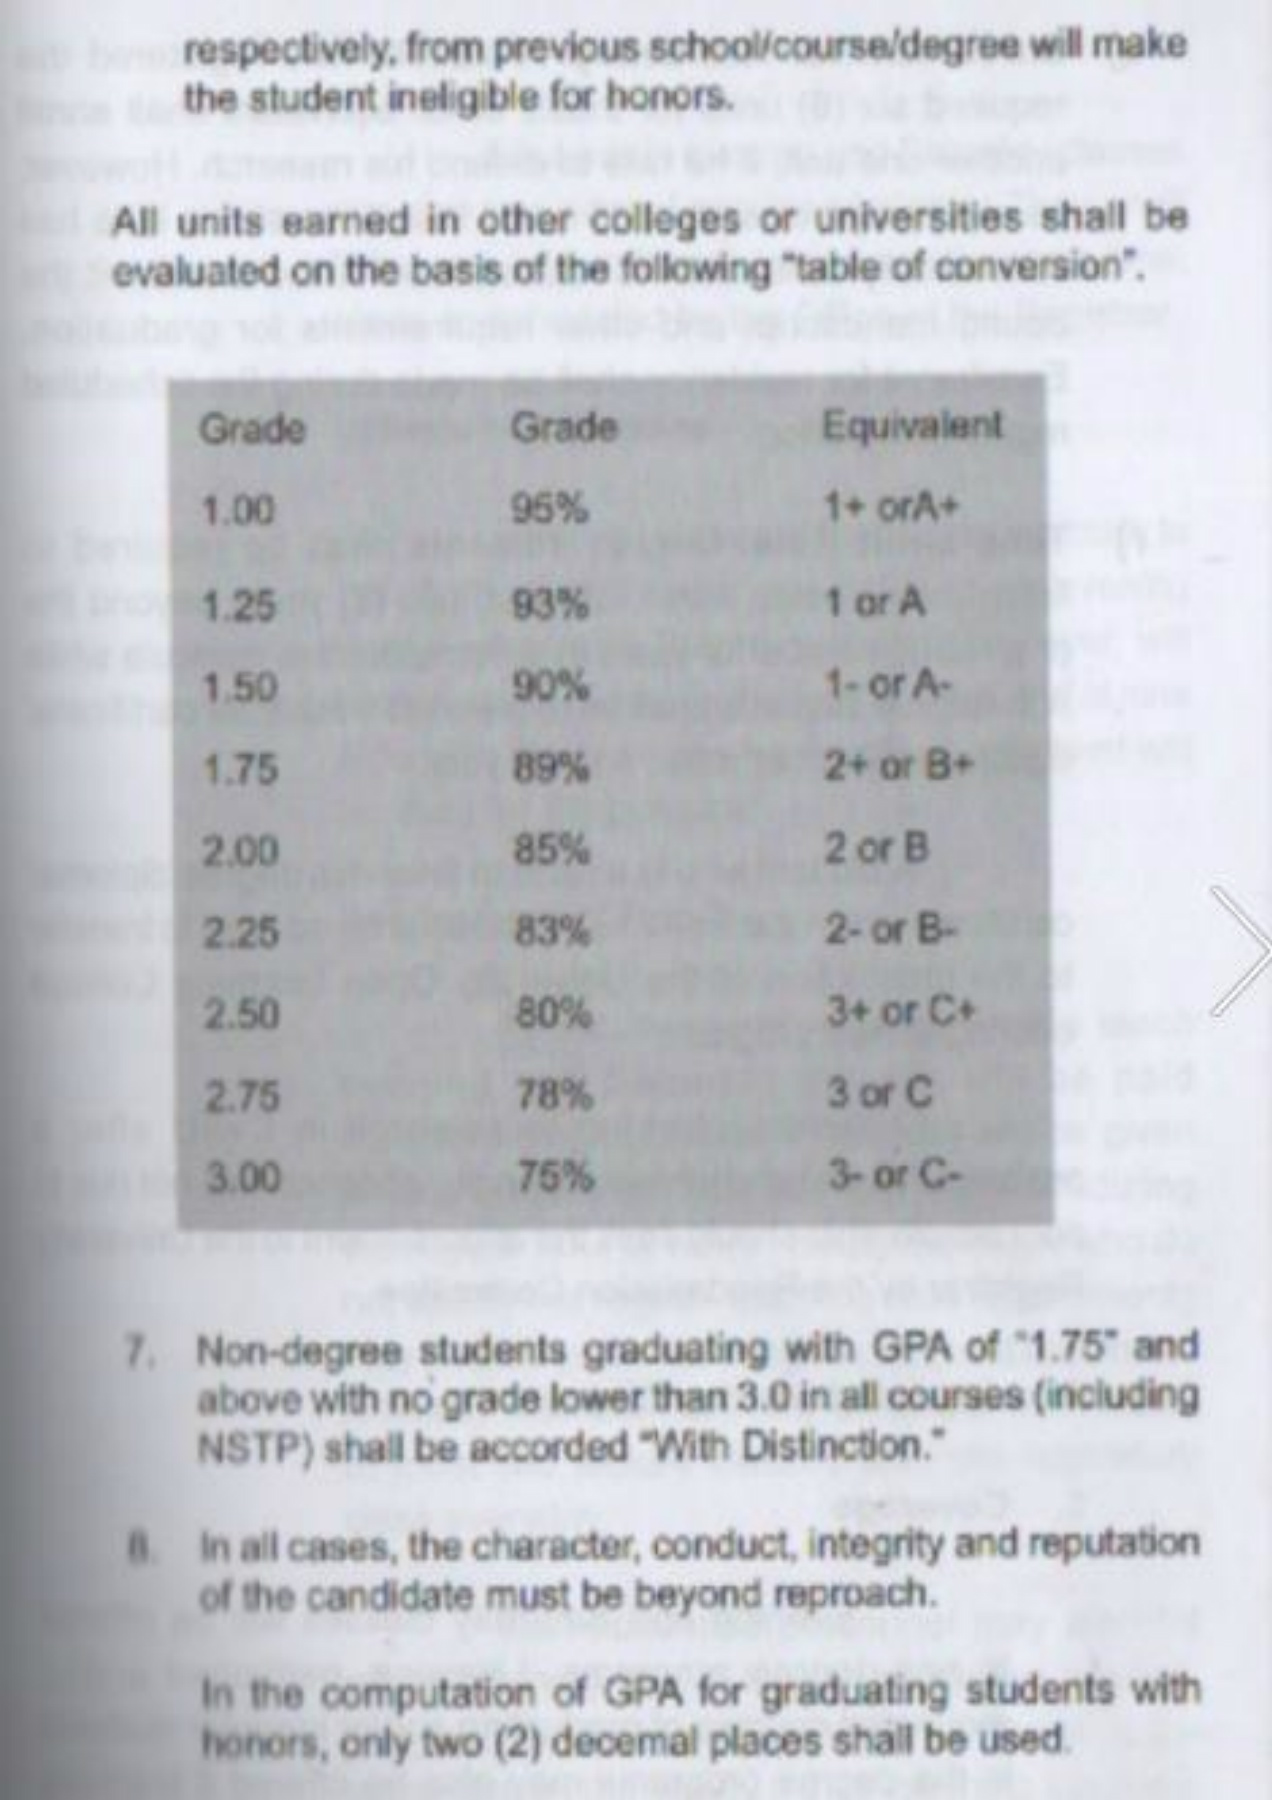 respectively, from previous school/course/degree will make
the student ineligible for honors.
All units earned in other colleges or universities shall be
evaluated on the basis of the following "table of conversion".
Grade Grade Equivalent
1.00 95% 1+ orA+
1.25 93% 1 or A
1.50 90% 1- or A-
1.75 89% 2+ or B+
2.00 85% 2 or B
2.25 83% 2- or B-
2.50 80% 3+ or C+
2.75 78% 3 or C
3.00 75% 3- or C-
7. Non-degree students graduating with GPA of "1.75" and
above with no grade lower than 3.0 in all courses (including
NSTP) shall be accorded "With Distinction."
8. In all cases, the character, conduct, integrity and reputation
of the candidate must be beyond reproach.
In the computation of GPA for graduating students with
honors, only two (2) decemal places shall be used.